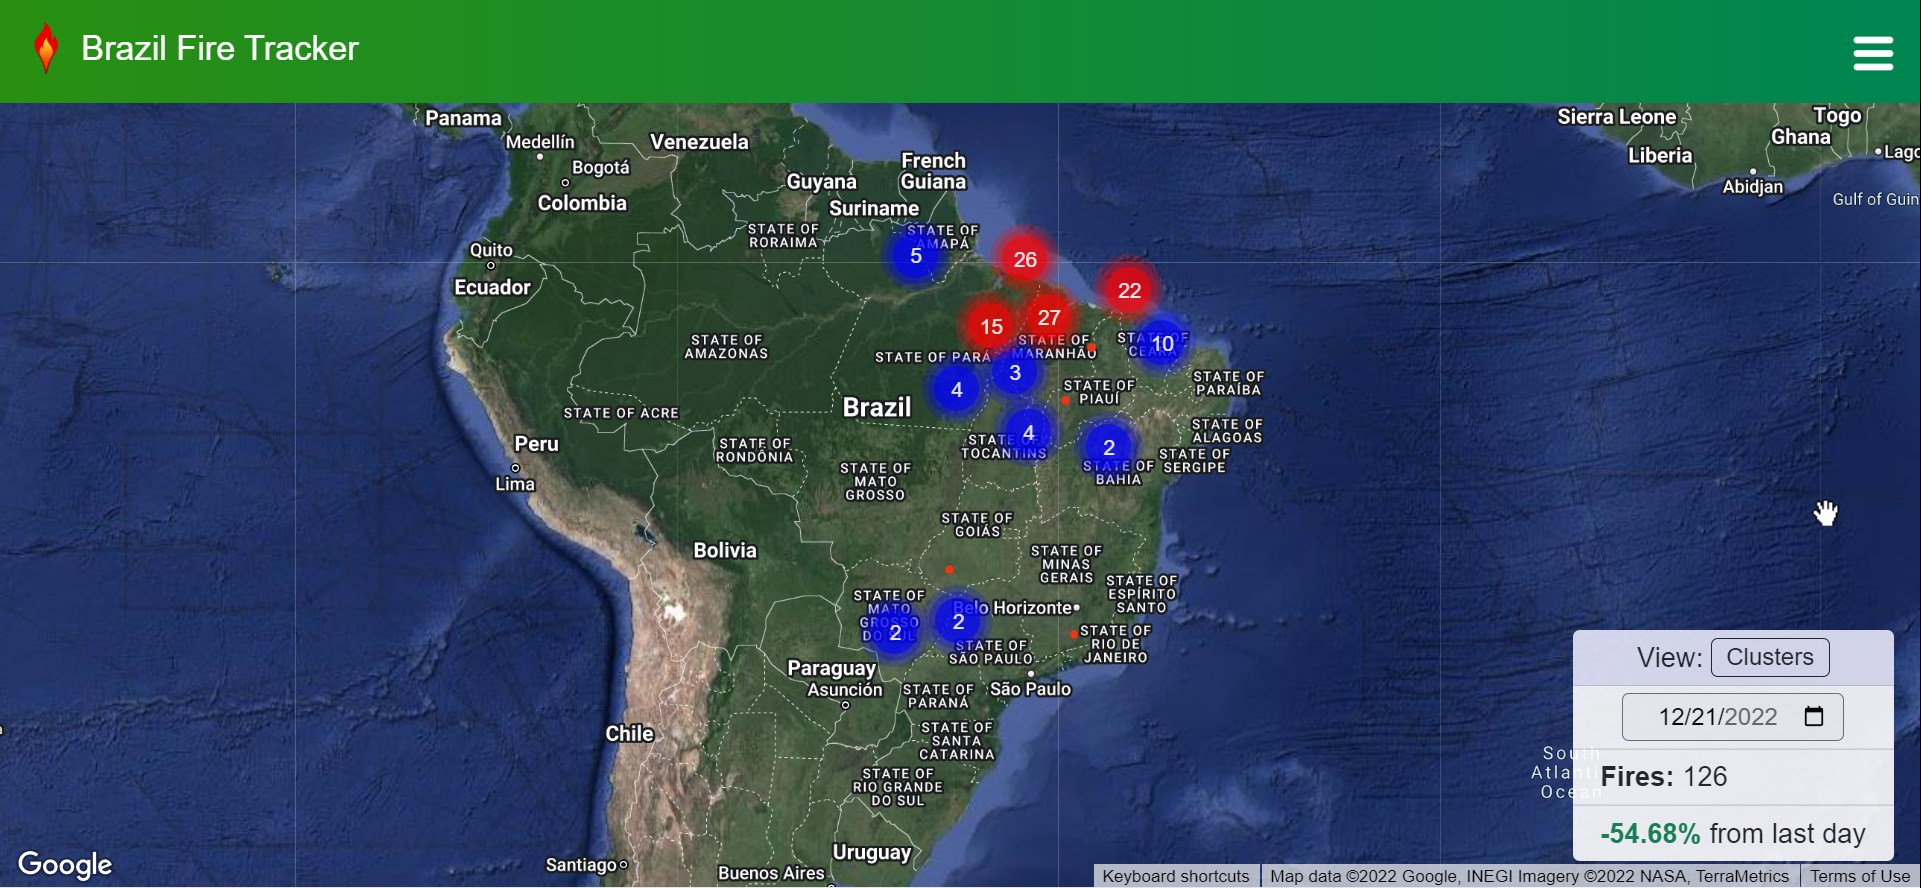 Brazil Fire Tracker
Panama
Medellín
Bogotá
Colombia
Venezuela
Guyana
Suriname
French
Guiana
Sierra Leone
Liberia
Togo
Ghana
Abidjan
Gulf of Guin
Quito
Ecuador
STATE OF
RORAIMA
STATE OF
AMAPÁ
5
26
22
15
27
10
STATE OF
AMAZONAS
STATE OF PARÁ
STATE OF
MARANHÃO
STATE OF
CEARÁ
3
4
STATE OF
PIAUÍ
STATE OF
PARAÍBA
STATE OF ACRE
Brazil
4
STATE OF
ALAGOAS
Peru
Lima
STATE OF
RONDÔNIA
STATE OF
TOCANTINS
2
STATE OF
SERGIPE
STATE OF
BAHIA
STATE OF
MATO
GROSSO
STATE OF
GOIÁS
Bolivia
STATE OF
MINAS
GERAIS
STATE OF
ESPÍRITO
SANTO
STATE OF
MATO
GROSSO
DO SUL
2
2
Belo Horizonte
STATE OF
SÃO PAULO
STATE OF
RIO DE
JANEIRO
Paraguay
Asunción
STATE OF
PARANÁ
São Paulo
Chile
STATE OF
SANTA
CATARINA
STATE OF
RIO GRANDE
DO SUL
Uruguay
Santiago
Buenos Aires
South
Atlanti
Ocean
View: Clusters
12/21/2022
Fires: 126
-54.68% from last day
Google
Keyboard shortcuts
Map data ©2022 Google, INEGI Imagery ©2022 NASA, TerraMetrics
Terms of Use